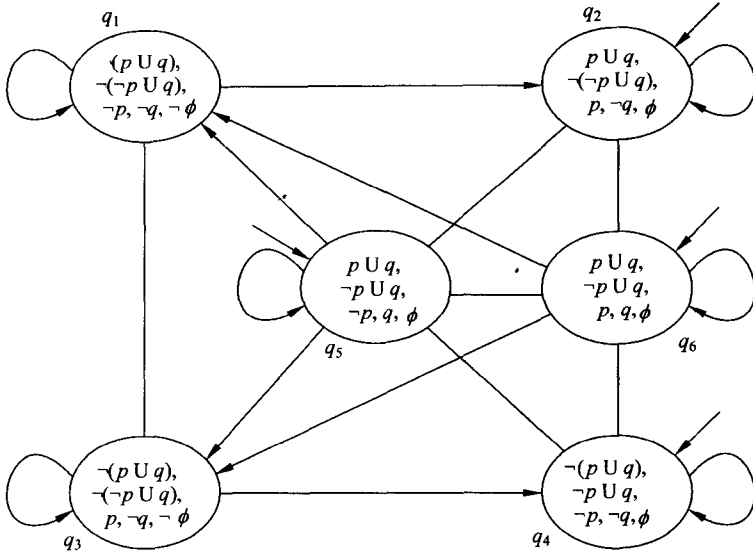 q₁
¬(p U q),
¬(¬p U q),
¬p, ¬q, ¬ϕ
q₂
p U q,
¬(¬p U q),
p, ¬q, ϕ
p U q,
¬p U q,
¬p, q, ϕ
q₅
p U q,
¬p U q,
p, q, ϕ
q₆
¬(p U q),
¬(¬p U q),
p, ¬q, ¬ϕ
q₃
¬(p U q),
¬p U q,
¬p, ¬q, ϕ
q₄